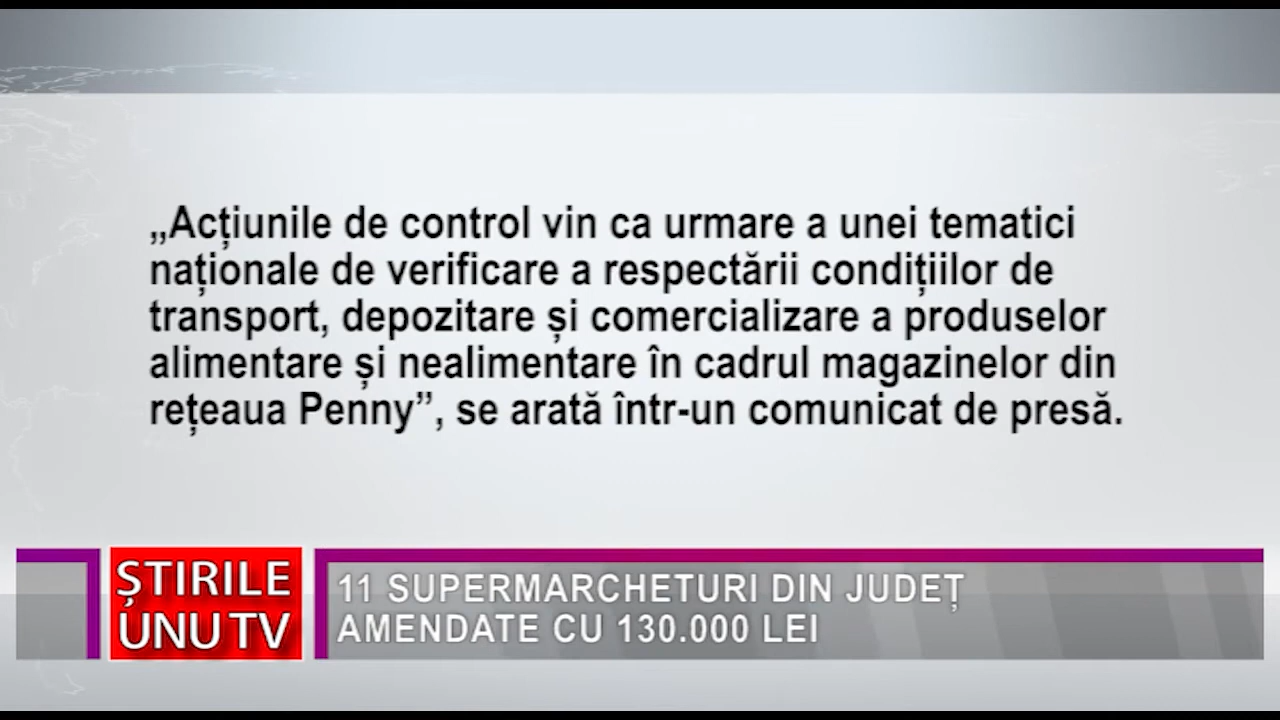 „Acțiunile de control vin ca urmare a unei tematici
naționale de verificare a respectării condițiilor de
transport, depozitare și comercializare a produselor
alimentare și nealimentare în cadrul magazinelor din
rețeaua Penny”, se arată într-un comunicat de presă.
ȘTIRILE
UNU TV
11 SUPERMARCHETURI DIN JUDEȚ
AMENDATE CU 130.000 LEI